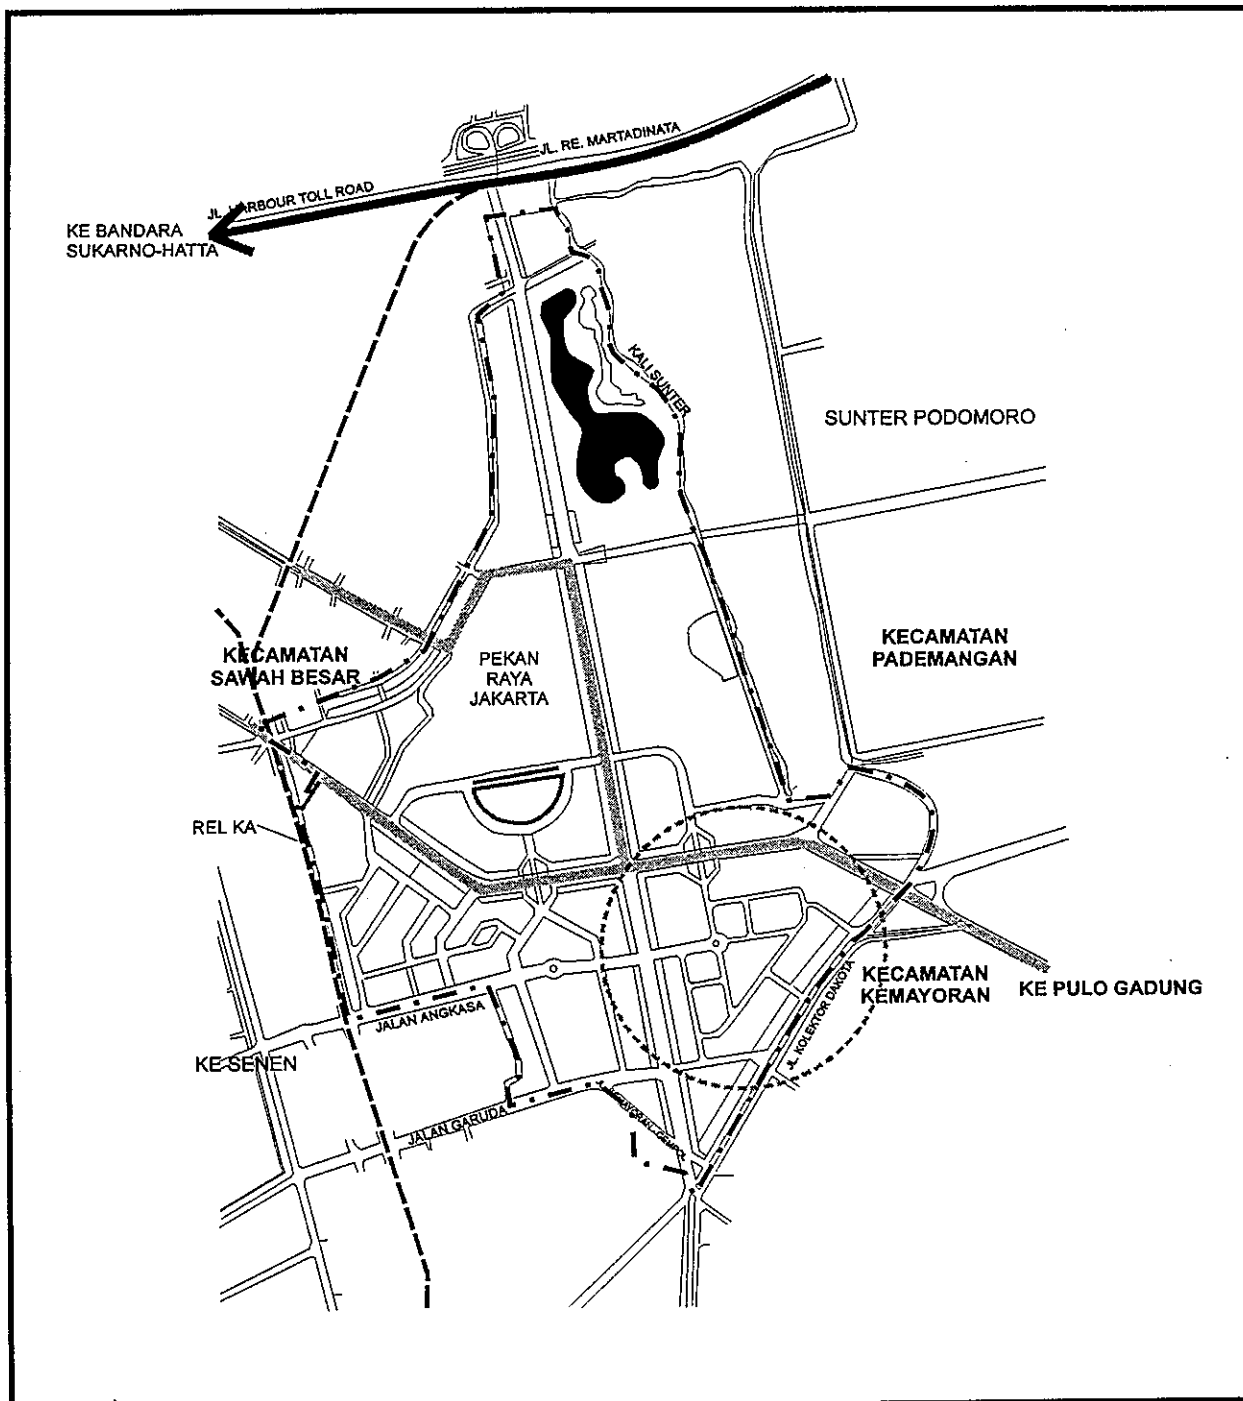 JL. RE. MARTADINATA
JL. HARBOUR TOLL ROAD
KE BANDARA
SUKARNO-HATTA
KALI SUNTER
SUNTER PODOMORO
KECAMATAN
SAWAH BESAR
PEKAN
RAYA
JAKARTA
KECAMATAN
PADEMANGAN
REL KA
KECAMATAN
KEMAYORAN
KE PULO GADUNG
JALAN ANGKASA
JL. KOLEKTOR DAKOTA
KE SENEN
JALAN GARUDA
KEMAYORAN GEMPOL